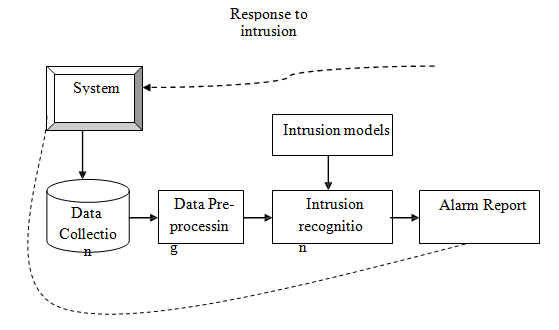 Response to
intrusion
System
Intrusion models
Data
Collectio
n
Data Pre-
processin
g
Intrusion
recognitio
n
Alarm Report